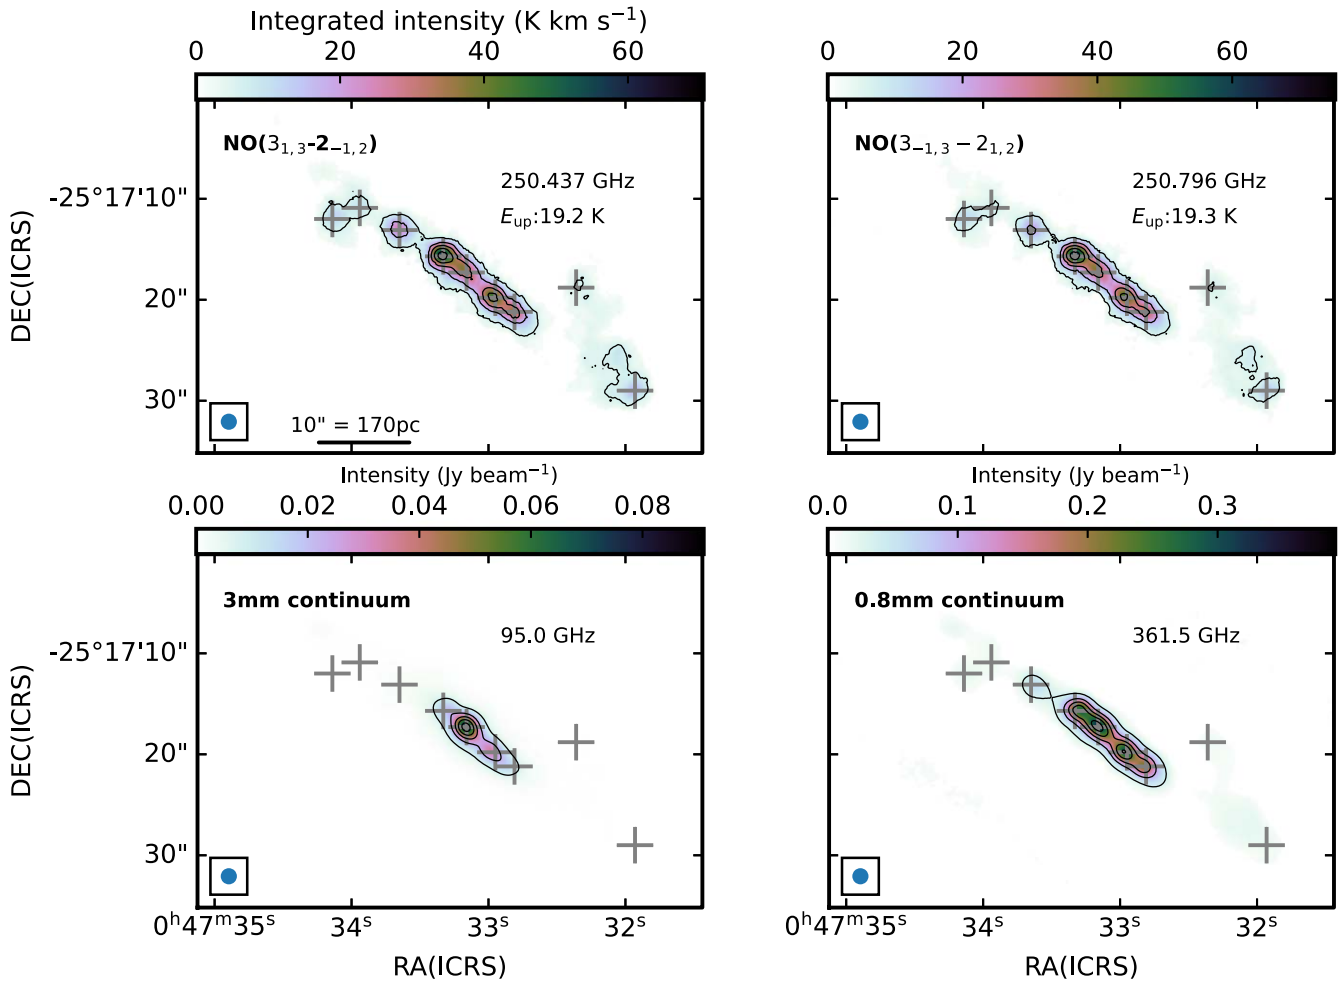 Integrated intensity (K km s⁻¹)
0 20 40 60
0 20 40 60
NO(3₁,₃-2₋₁,₂)
250.437 GHz
E_up:19.2 K
NO(3₋₁,₃ − 2₁,₂)
250.796 GHz
E_up:19.3 K
DEC(ICRS)
-25°17'10"
20"
30"
10" = 170pc
Intensity (Jy beam⁻¹)
0.00 0.02 0.04 0.06 0.08
Intensity (Jy beam⁻¹)
0.0 0.1 0.2 0.3
3mm continuum
95.0 GHz
0.8mm continuum
361.5 GHz
DEC(ICRS)
-25°17'10"
20"
30"
0ʰ47ᵐ35ˢ 34ˢ 33ˢ 32ˢ
0ʰ47ᵐ35ˢ 34ˢ 33ˢ 32ˢ
RA(ICRS)
RA(ICRS)